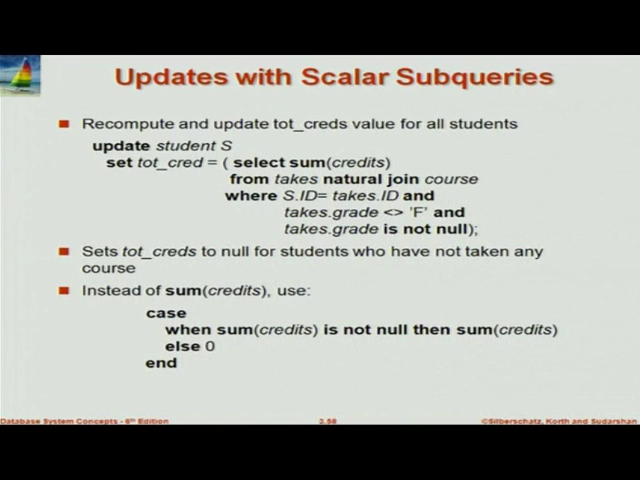 Updates with Scalar Subqueries
Recompute and update tot_creds value for all students
update student S
set tot_cred = ( select sum(credits)
from takes natural join course
where S.ID= takes.ID and
takes.grade <> 'F' and
takes.grade is not null);
Sets tot_creds to null for students who have not taken any
course
Instead of sum(credits), use:
case
when sum(credits) is not null then sum(credits)
else 0
end
Database System Concepts - 6th Edition
3.58
©Silberschatz, Korth and Sudarshan